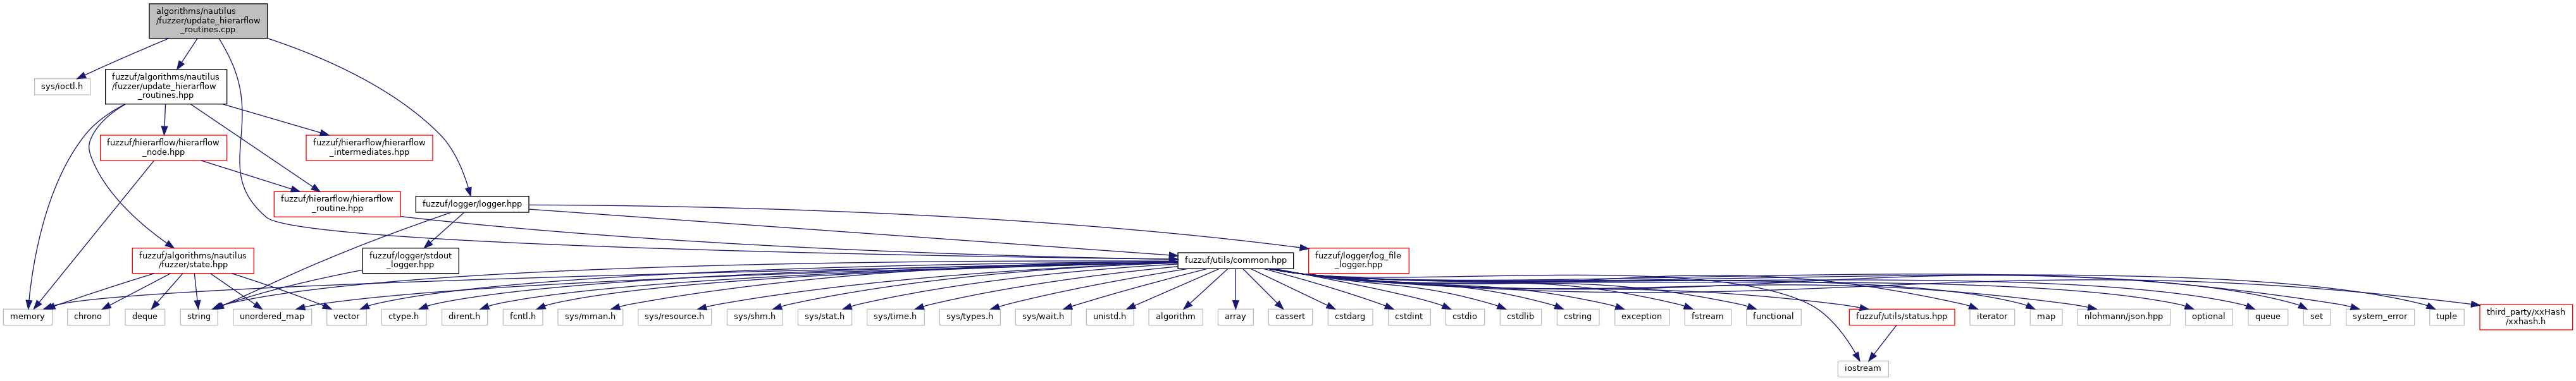 algorithms/nautilus
/fuzzer/update_hierarflow
_routines.cpp
sys/ioctl.h
fuzzuf/algorithms/nautilus
/fuzzer/update_hierarflow
_routines.hpp
fuzzuf/hierarflow/hierarflow
_node.hpp
fuzzuf/hierarflow/hierarflow
_intermediates.hpp
fuzzuf/hierarflow/hierarflow
_routine.hpp
fuzzuf/logger/logger.hpp
fuzzuf/algorithms/nautilus
/fuzzer/state.hpp
fuzzuf/logger/stdout
_logger.hpp
fuzzuf/utils/common.hpp
fuzzuf/logger/log_file
_logger.hpp
memory
chrono
deque
string
unordered_map
vector
ctype.h
dirent.h
fcntl.h
sys/mman.h
sys/resource.h
sys/shm.h
sys/stat.h
sys/time.h
sys/types.h
sys/wait.h
unistd.h
algorithm
array
cassert
cstdarg
cstdint
cstdio
cstdlib
cstring
exception
fstream
functional
fuzzuf/utils/status.hpp
iterator
map
nlohmann/json.hpp
optional
queue
set
system_error
tuple
third_party/xxHash
/xxhash.h
iostream